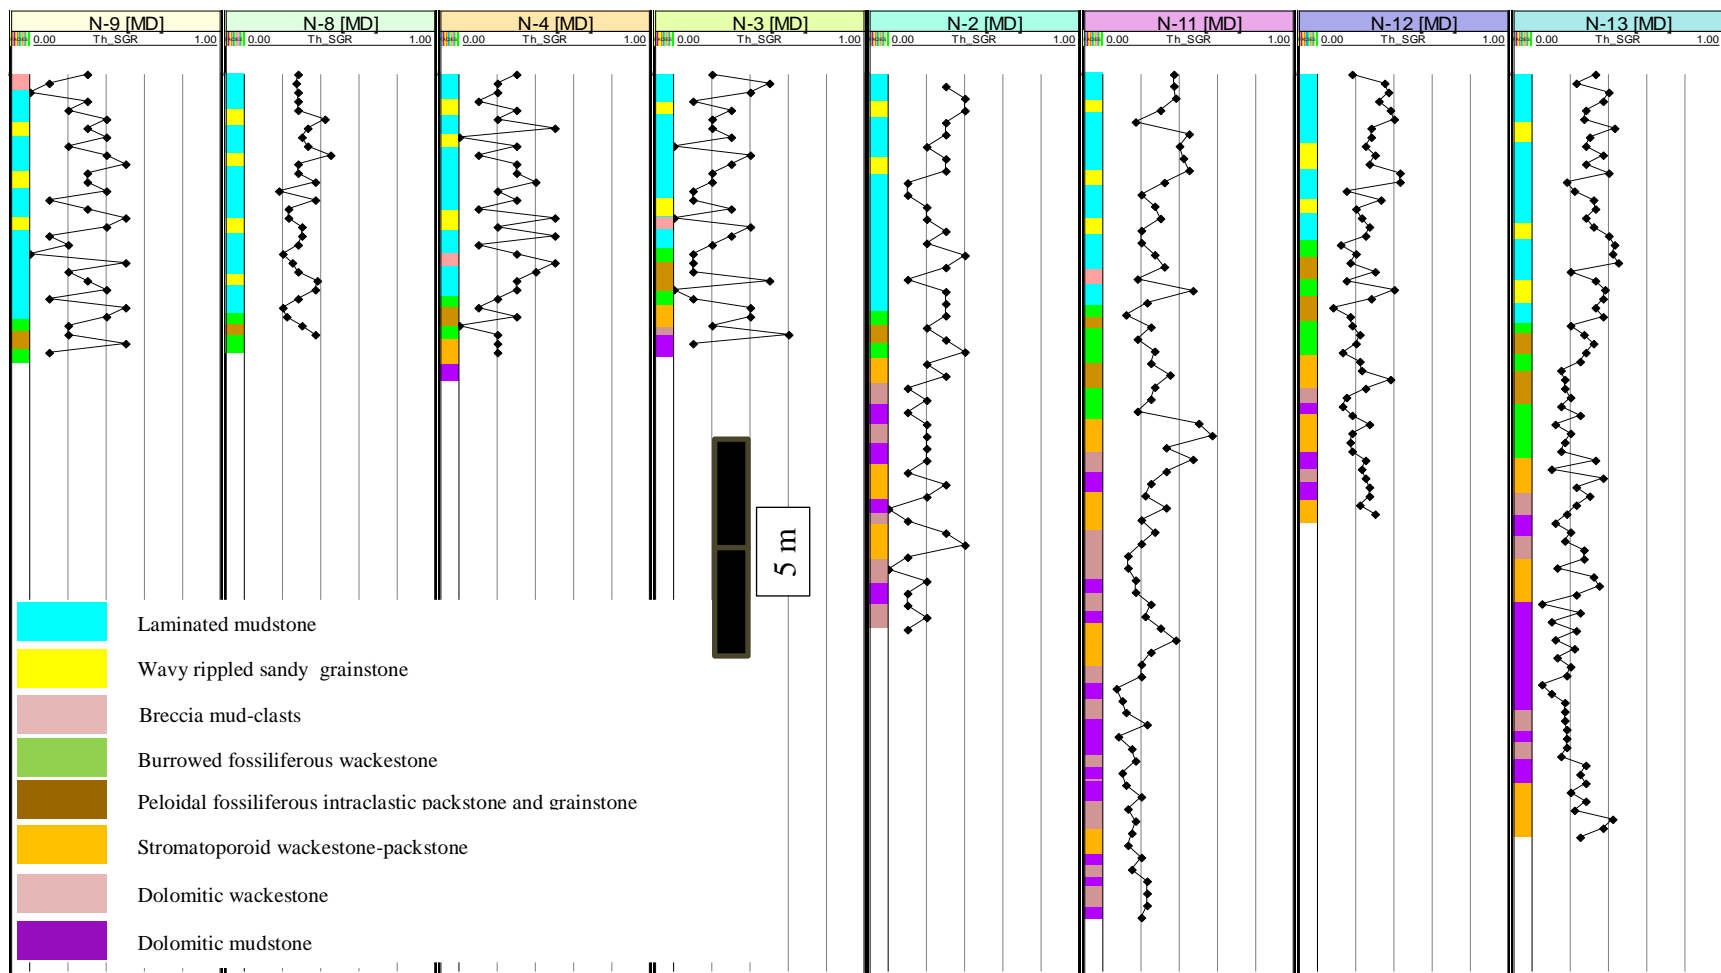 N-9 [MD]
N-8 [MD]
N-4 [MD]
N-3 [MD]
N-2 [MD]
N-11 [MD]
N-12 [MD]
N-13 [MD]
0.00 Th_SGR 1.00
0.00 Th_SGR 1.00
0.00 Th_SGR 1.00
0.00 Th_SGR 1.00
0.00 Th_SGR 1.00
0.00 Th_SGR 1.00
0.00 Th_SGR 1.00
0.00 Th_SGR 1.00
5 m
Laminated mudstone
Wavy rippled sandy grainstone
Breccia mud-clasts
Burrowed fossiliferous wackestone
Peloidal fossiliferous intraclastic packstone and grainstone
Stromatoporoid wackestone-packstone
Dolomitic wackestone
Dolomitic mudstone